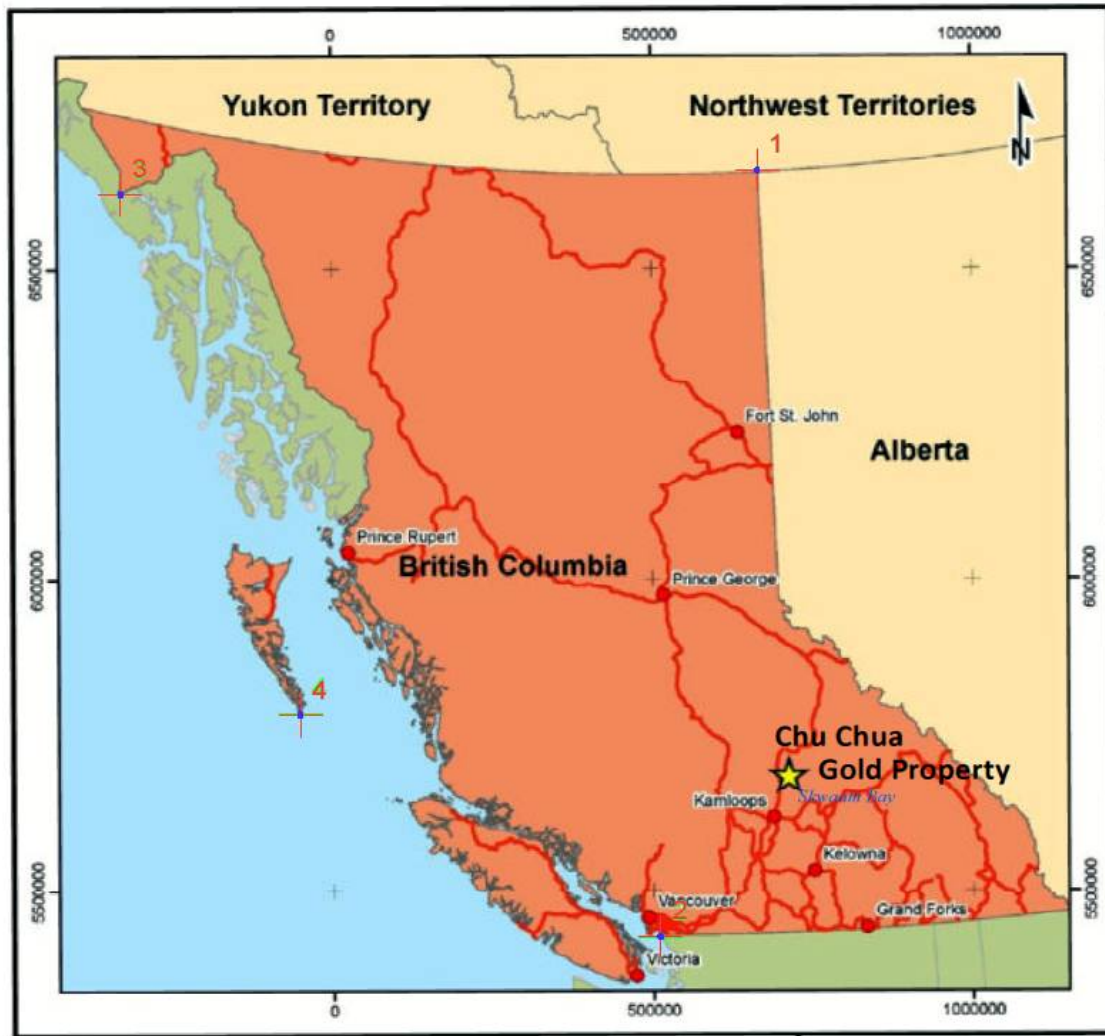 0 500000 1000000
Yukon Territory Northwest Territories
1
N
3
6500000 6500000
Fort St. John
Alberta
Prince Rupert
British Columbia
Prince George
6000000 6000000
4
Chu Chua
Gold Property
Skwaam Bay
Kamloops
Kelowna
5500000 5500000
Vancouver
2
Grand Forks
Victoria
0 500000 1000000